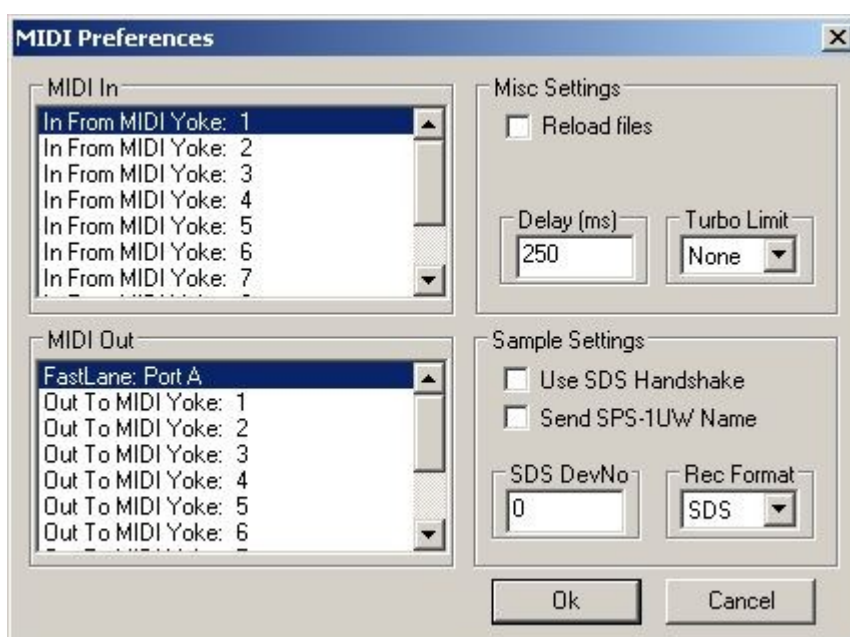 MIDI Preferences
MIDI In
In From MIDI Yoke: 1
In From MIDI Yoke: 2
In From MIDI Yoke: 3
In From MIDI Yoke: 4
In From MIDI Yoke: 5
In From MIDI Yoke: 6
In From MIDI Yoke: 7
Misc Settings
Reload files
Delay (ms)
250
Turbo Limit
None
MIDI Out
FastLane: Port A
Out To MIDI Yoke: 1
Out To MIDI Yoke: 2
Out To MIDI Yoke: 3
Out To MIDI Yoke: 4
Out To MIDI Yoke: 5
Out To MIDI Yoke: 6
Sample Settings
Use SDS Handshake
Send SPS-1UW Name
SDS DevNo
0
Rec Format
SDS
Ok
Cancel